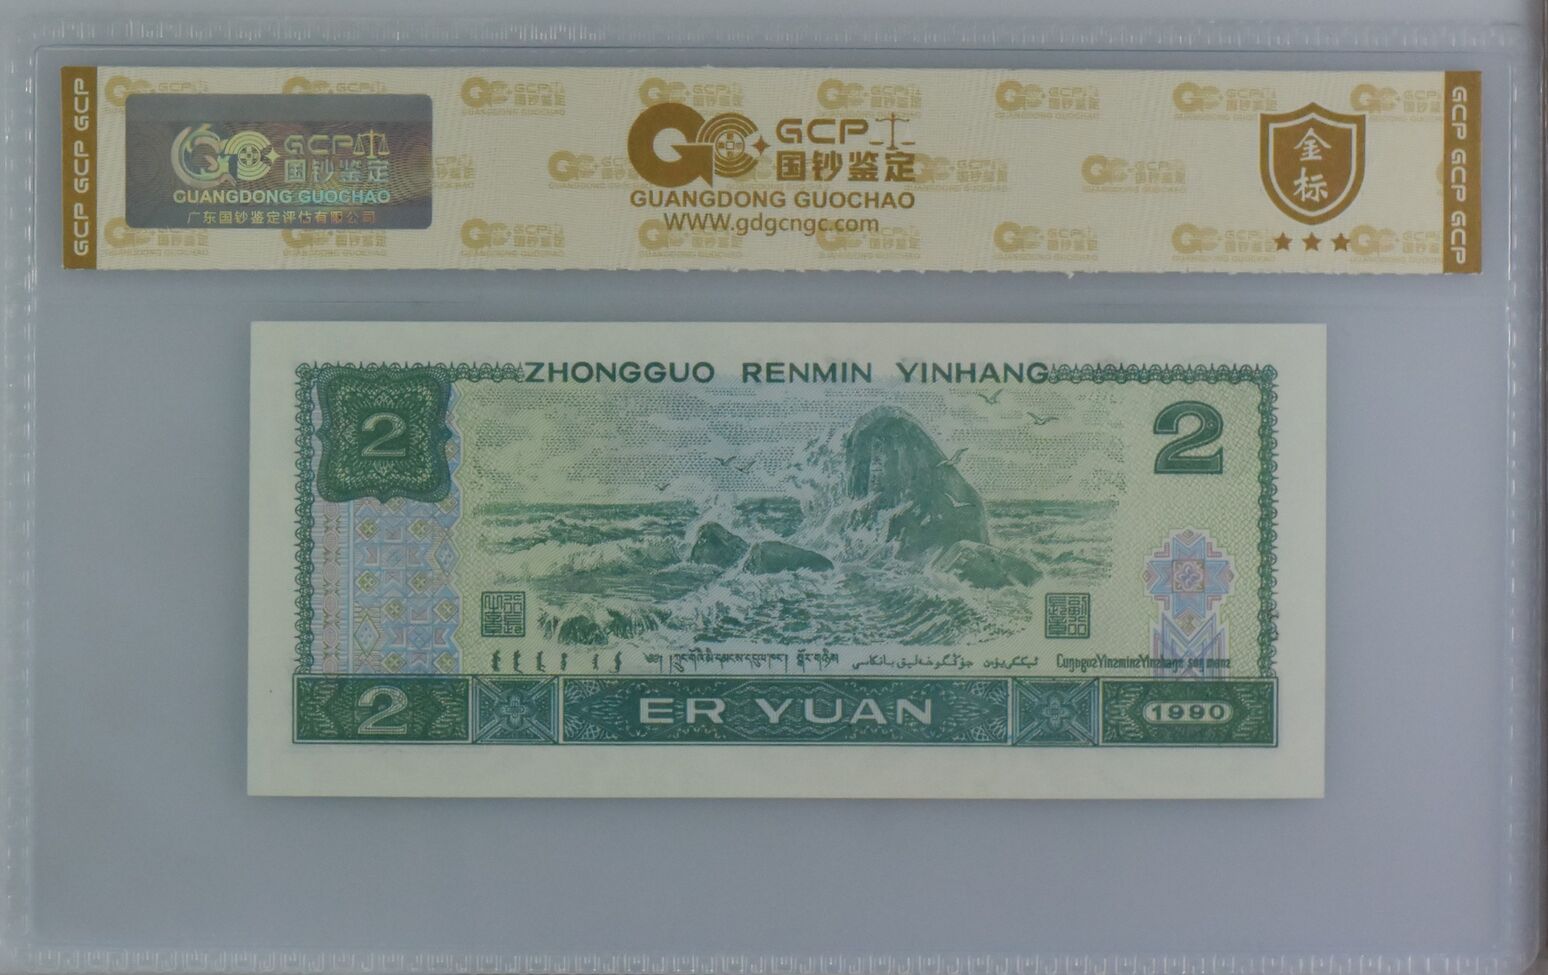 GCP GCP GCP
GCP
国钞鉴定
GUANGDONG GUOCHAO
广东国钞鉴定评估有限公司
GCP
国钞鉴定
GUANGDONG GUOCHAO
WWW.gdgcngc.com
金标
GCP GCP GCP
ZHONGGUO RENMIN YINHANG
2
2
2
ER YUAN
1990